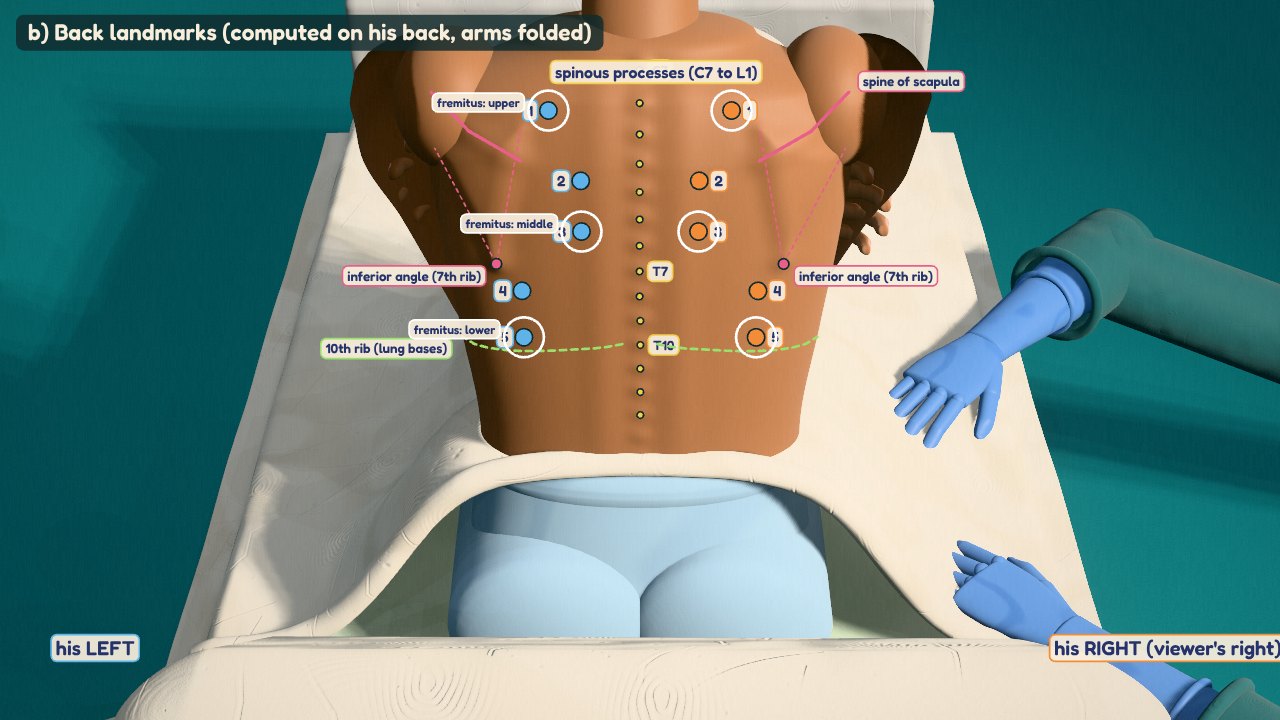 b) Back landmarks (computed on his back, arms folded)
spinous processes (C7 to L1)
spine of scapula
fremitus: upper
1
1
2
2
fremitus: middle
3
3
T7
inferior angle (7th rib)
inferior angle (7th rib)
4
4
fremitus: lower
5
5
10th rib (lung bases)
T10
his LEFT
his RIGHT (viewer's right)